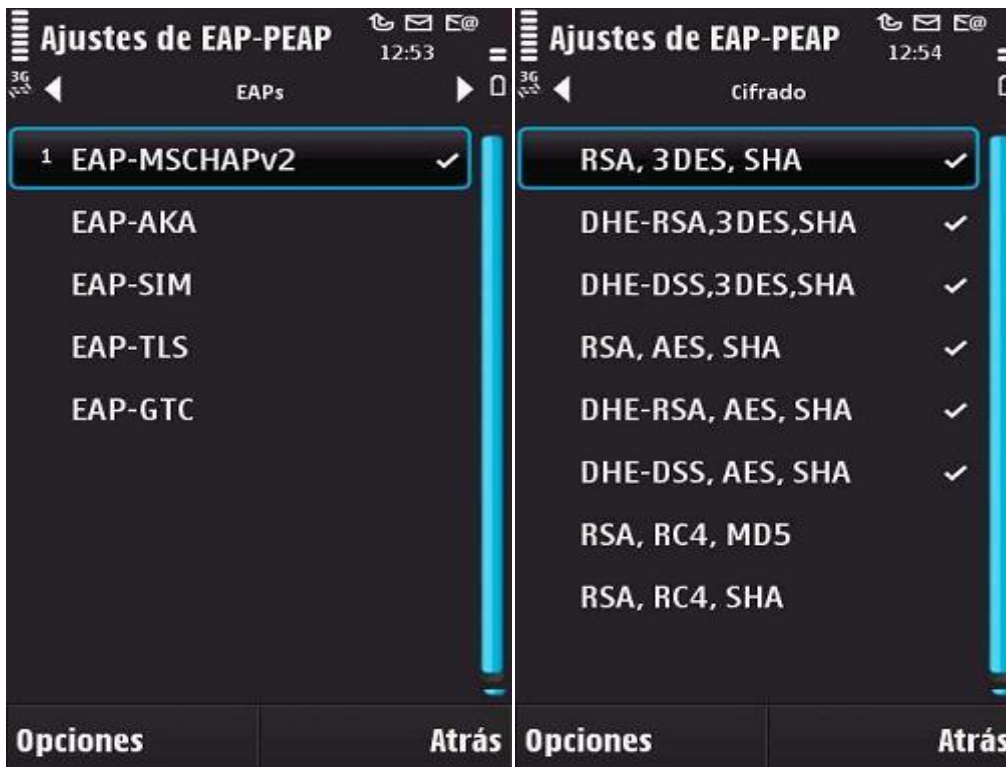 Ajustes de EAP-PEAP
12:53
3G
EAPs
1 EAP-MSCHAPv2
EAP-AKA
EAP-SIM
EAP-TLS
EAP-GTC
Opciones Atrás
Ajustes de EAP-PEAP
12:54
3G
Cifrado
RSA, 3DES, SHA
DHE-RSA,3DES,SHA
DHE-DSS,3DES,SHA
RSA, AES, SHA
DHE-RSA, AES, SHA
DHE-DSS, AES, SHA
RSA, RC4, MD5
RSA, RC4, SHA
Opciones Atrás